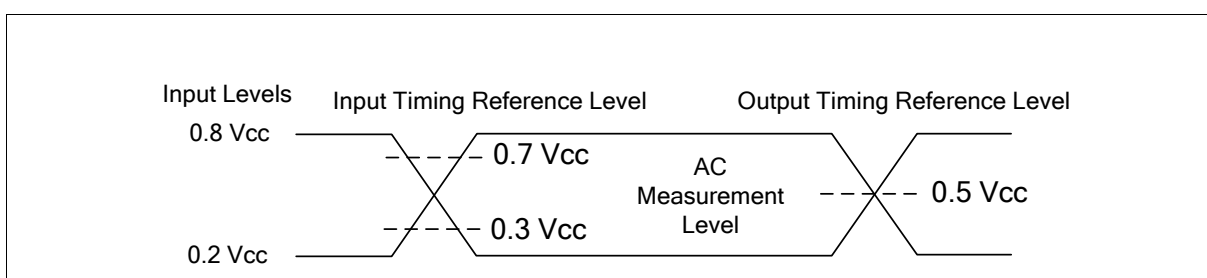 Input Levels
Input Timing Reference Level
Output Timing Reference Level
0.8 Vcc
0.7 Vcc
AC
Measurement
Level
0.5 Vcc
0.3 Vcc
0.2 Vcc